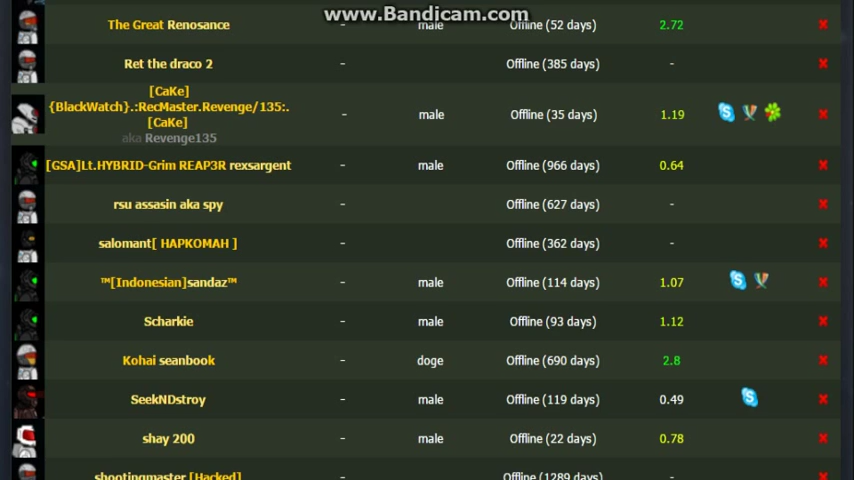 www.Bandicam.com
The Great Renosance - male Offline (52 days) 2.72
Ret the draco 2 - Offline (385 days) -
[CaKe]
{BlackWatch}.:RecMaster.Revenge/135:. - male Offline (35 days) 1.19
[CaKe]
aka Revenge135
[GSA]Lt.HYBRID-Grim REAP3R rexsargent - male Offline (966 days) 0.64
rsu assasin aka spy - Offline (627 days) -
salomant[ HAPKOMAH ] - Offline (362 days) -
™[Indonesian]sandaz™ - male Offline (114 days) 1.07
Scharkie - male Offline (93 days) 1.12
Kohai seanbook - doge Offline (690 days) 2.8
SeekNDstroy - male Offline (119 days) 0.49
shay 200 - male Offline (22 days) 0.78
shootingmaster [Hacked] - Offline (1289 days) -